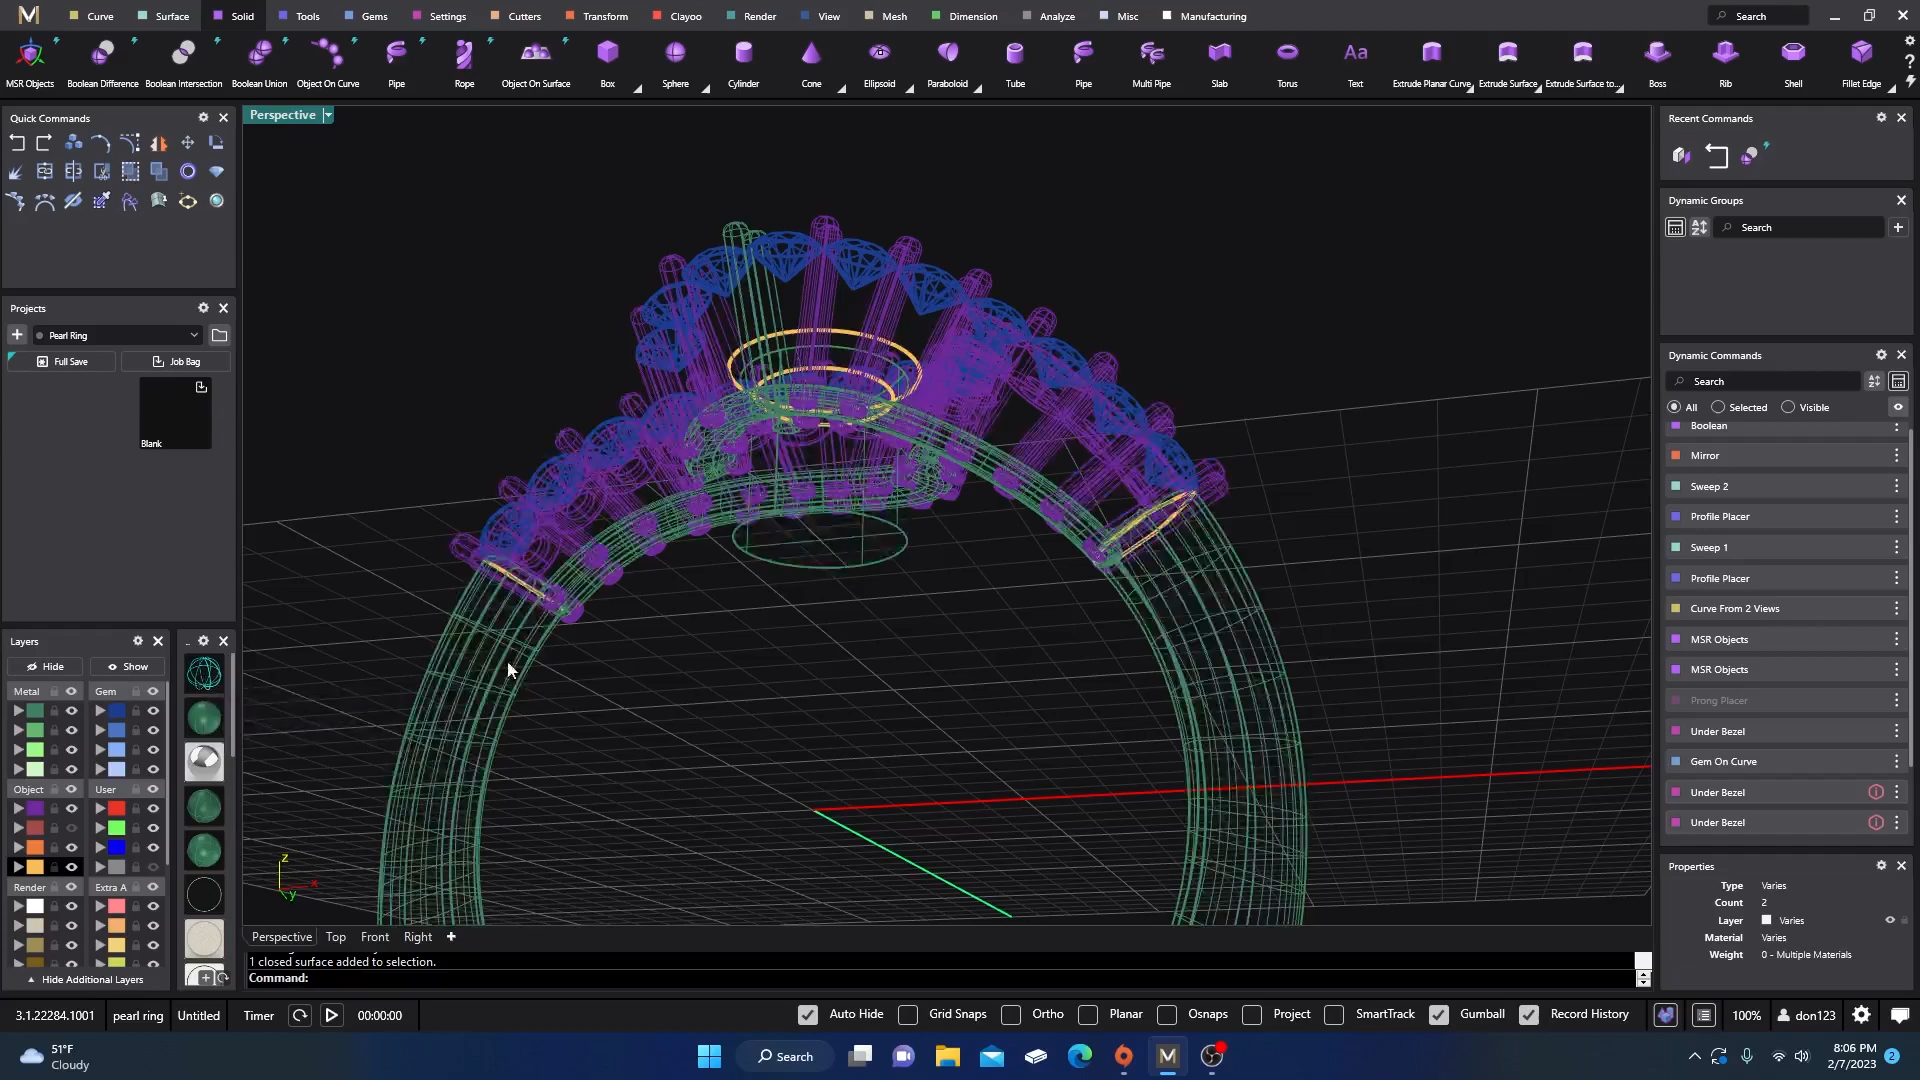 Curve Surface Solid Tools Gems Settings Cutters Transform Clayoo Render View Mesh Dimension Analyze Misc Manufacturing Search
MSR Objects Boolean Difference Boolean Intersection Boolean Union Object On Curve Pipe Rope Object On Surface Box Sphere Cylinder Cone Ellipsoid Paraboloid Tube Pipe Multi Pipe Slab Torus Text Extrude Planar Curve Extrude Surface Extrude Surface to... Boss Rib Shell Fillet Edge
Quick Commands
Projects
Pearl Ring
Full Save Job Bag
Blank
Layers
Hide Show
Metal Gem
Object User
Render Extra A
Hide Additional Layers
Perspective
z
x
y
Perspective Top Front Right
1 closed surface added to selection.
Command:
Recent Commands
Dynamic Groups
Search
Dynamic Commands
Search
All Selected Visible
Boolean
Mirror
Sweep 2
Profile Placer
Sweep 1
Profile Placer
Curve From 2 Views
MSR Objects
MSR Objects
Prong Placer
Under Bezel
Gem On Curve
Under Bezel
Under Bezel
Properties
Type Varies
Count 2
Layer Varies
Material Varies
Weight 0 - Multiple Materials
3.1.22284.1001 pearl ring Untitled Timer 00:00:00 Auto Hide Grid Snaps Ortho Planar Osnaps Project SmartTrack Gumball Record History 100% don123
51°F
Cloudy
Search
8:06 PM
2/7/2023
2